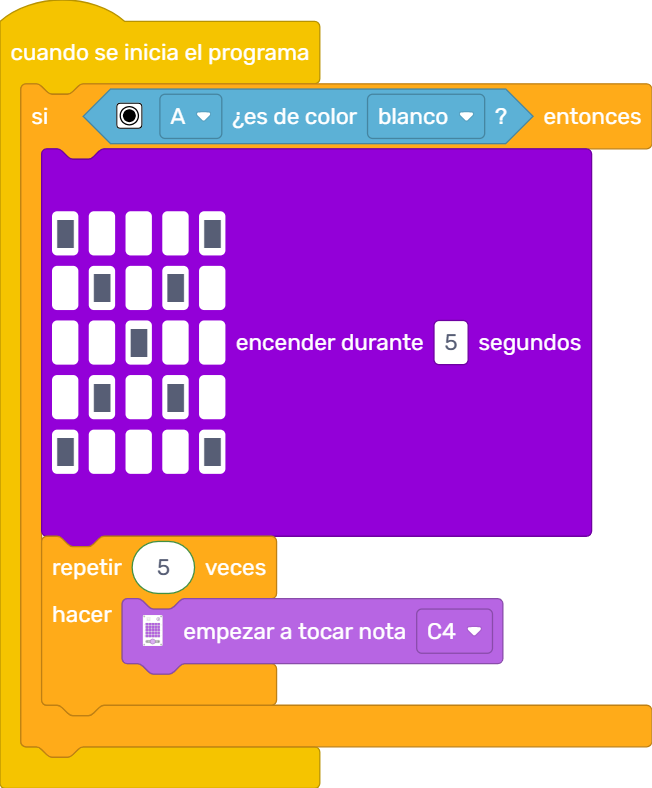 cuando se inicia el programa
si A ¿es de color blanco ? entonces
encender durante 5 segundos
repetir 5 veces
hacer
empezar a tocar nota C4